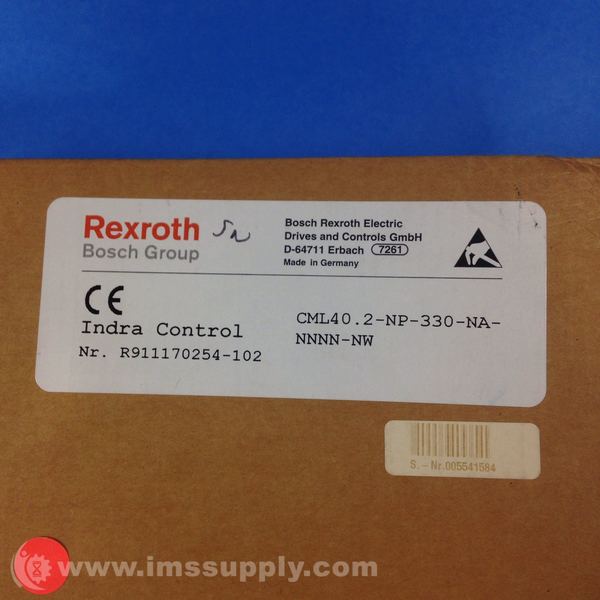 Rexroth
Bosch Group
Bosch Rexroth Electric
Drives and Controls GmbH
D-64711 Erbach 7261
Made in Germany
CE
Indra Control
Nr. R911170254-102
CML40.2-NP-330-NA-
NNNN-NW
S.-Nr.005541584
www.imssupply.com